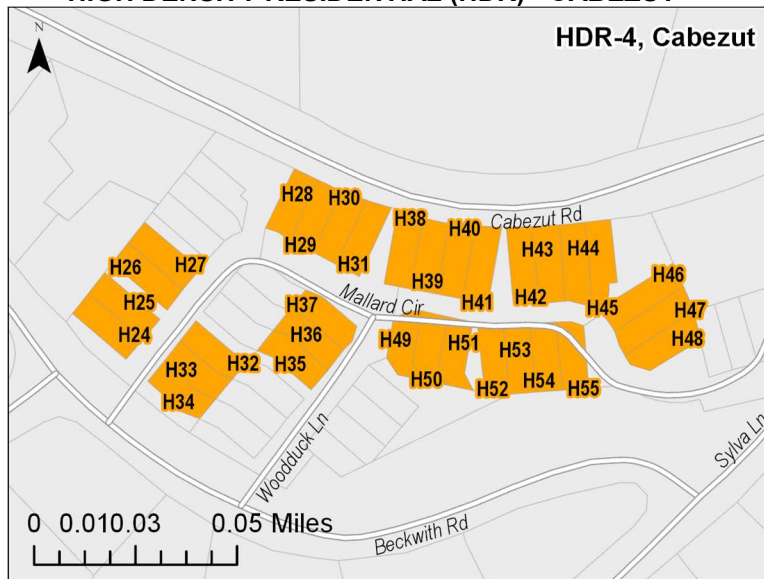 HDR-4, Cabezut
N
H28
H30
H38
H40
Cabezut Rd
H43
H44
H29
H31
H26
H27
H46
H39
H41
H42
H45
H47
H25
H37
Mallard Cir
H24
H36
H49
H51
H53
H48
H33
H32
H35
H50
H52
H54
H55
H34
Woodduck Ln
Sylva Ln
0 0.010.03 0.05 Miles
Beckwith Rd